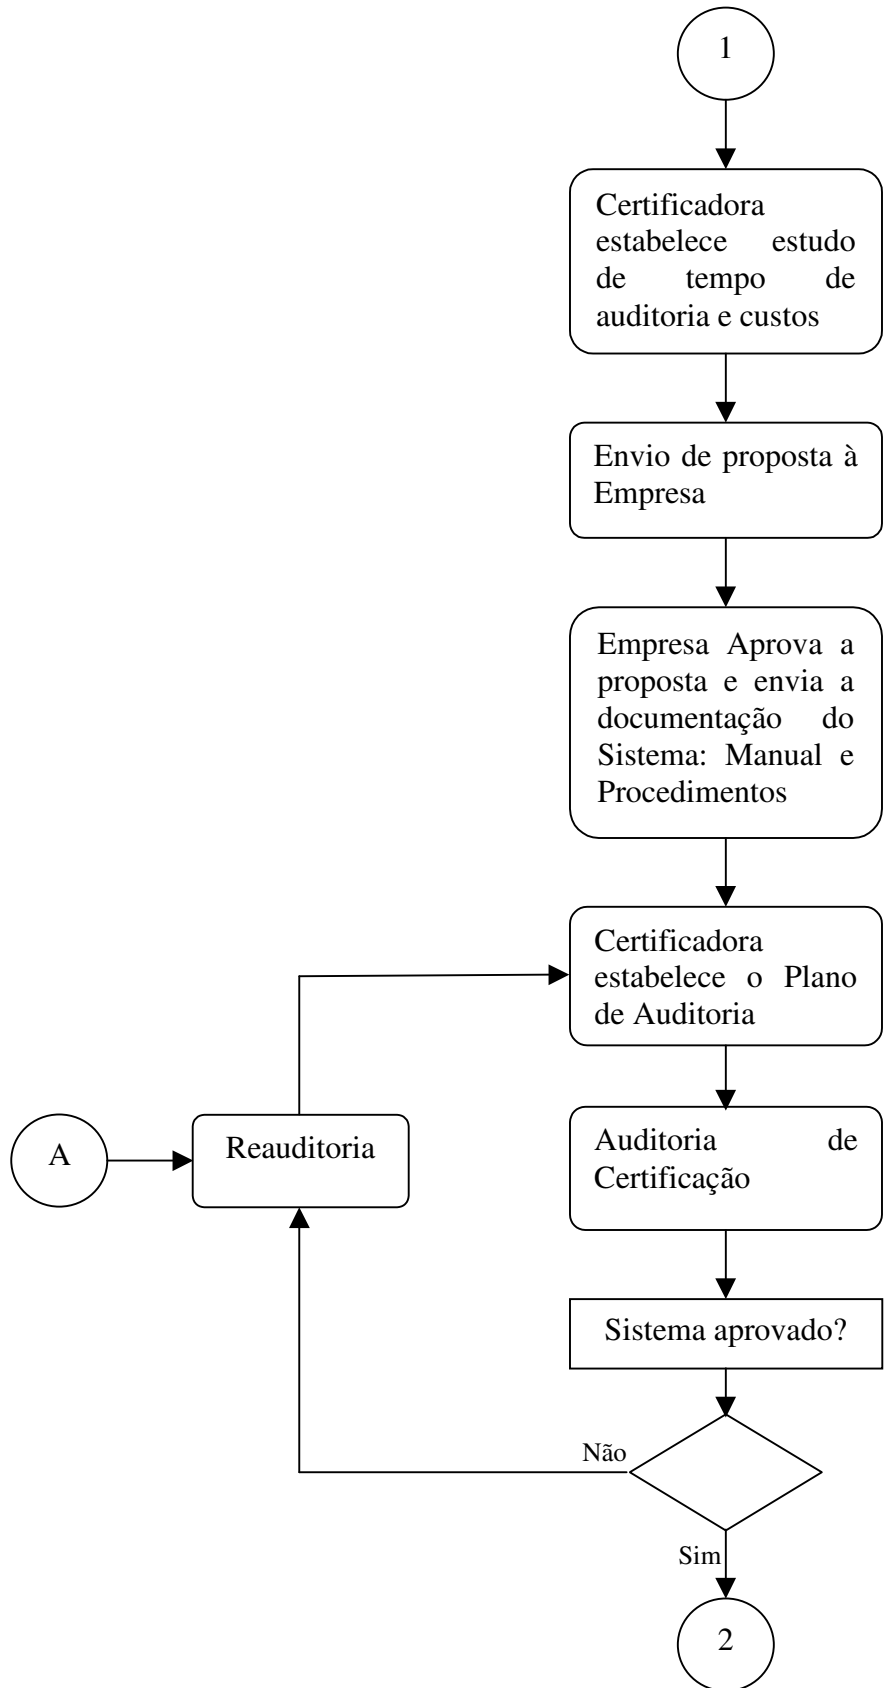 1
Certificadora
estabelece estudo
de tempo de
auditoria e custos
Envio de proposta à
Empresa
Empresa Aprova a
proposta e envia a
documentação do
Sistema: Manual e
Procedimentos
Certificadora
estabelece o Plano
de Auditoria
A
Reauditoria
Auditoria de
Certificação
Sistema aprovado?
Não
Sim
2